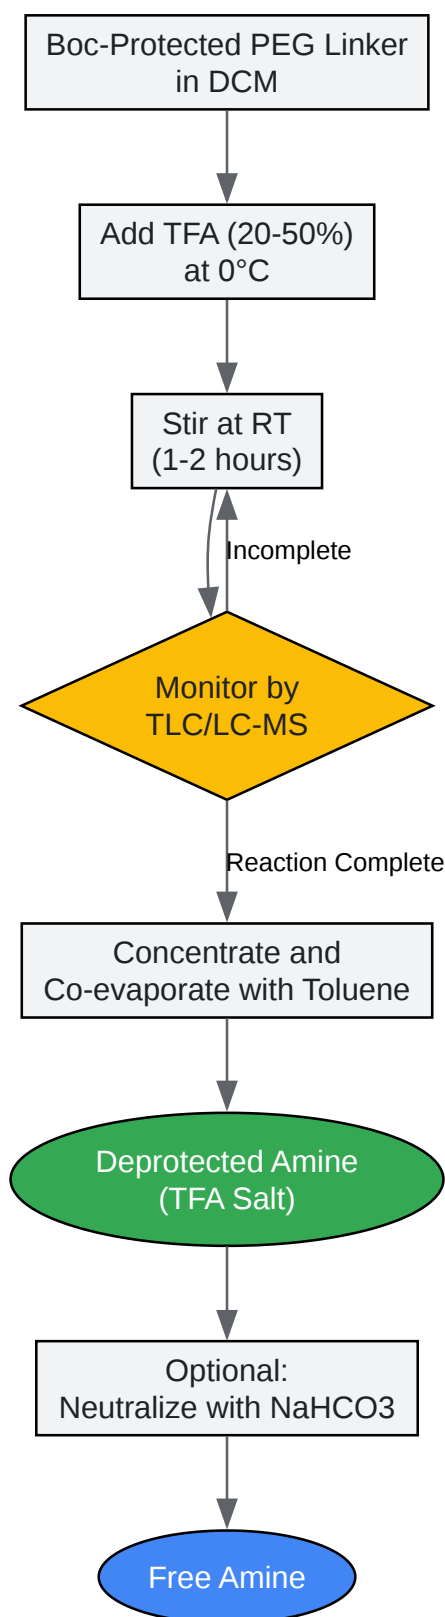 Boc-Protected PEG Linker
in DCM
Add TFA (20-50%)
at 0°C
Stir at RT
(1-2 hours)
Incomplete
Monitor by
TLC/LC-MS
Reaction Complete
Concentrate and
Co-evaporate with Toluene
Deprotected Amine
(TFA Salt)
Optional:
Neutralize with NaHCO3
Free Amine